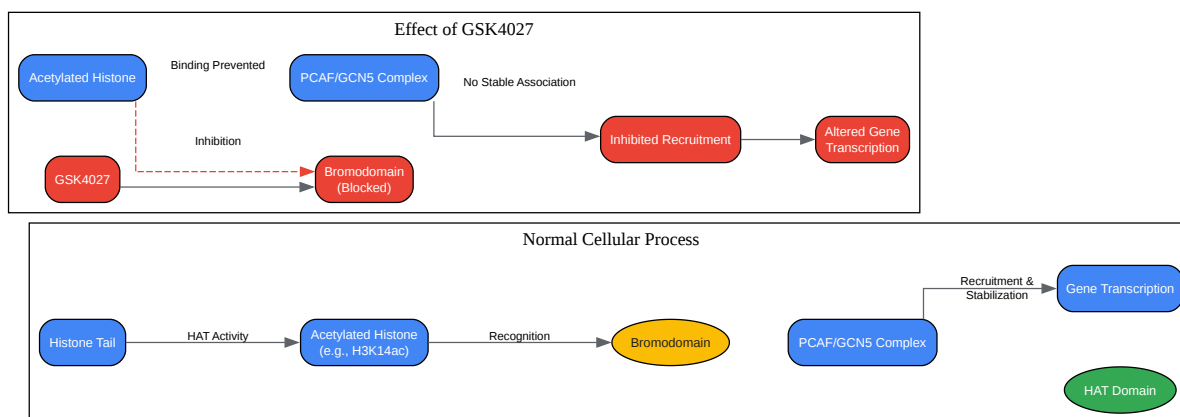 Effect of GSK4027
Acetylated Histone
Binding Prevented
PCAF/GCN5 Complex
No Stable Association
Inhibited Recruitment
Altered Gene
Transcription
Inhibition
GSK4027
Bromodomain
(Blocked)
Normal Cellular Process
Recruitment &
Stabilization
Gene Transcription
Histone Tail
HAT Activity
Acetylated Histone
(e.g., H3K14ac)
Recognition
Bromodomain
PCAF/GCN5 Complex
HAT Domain